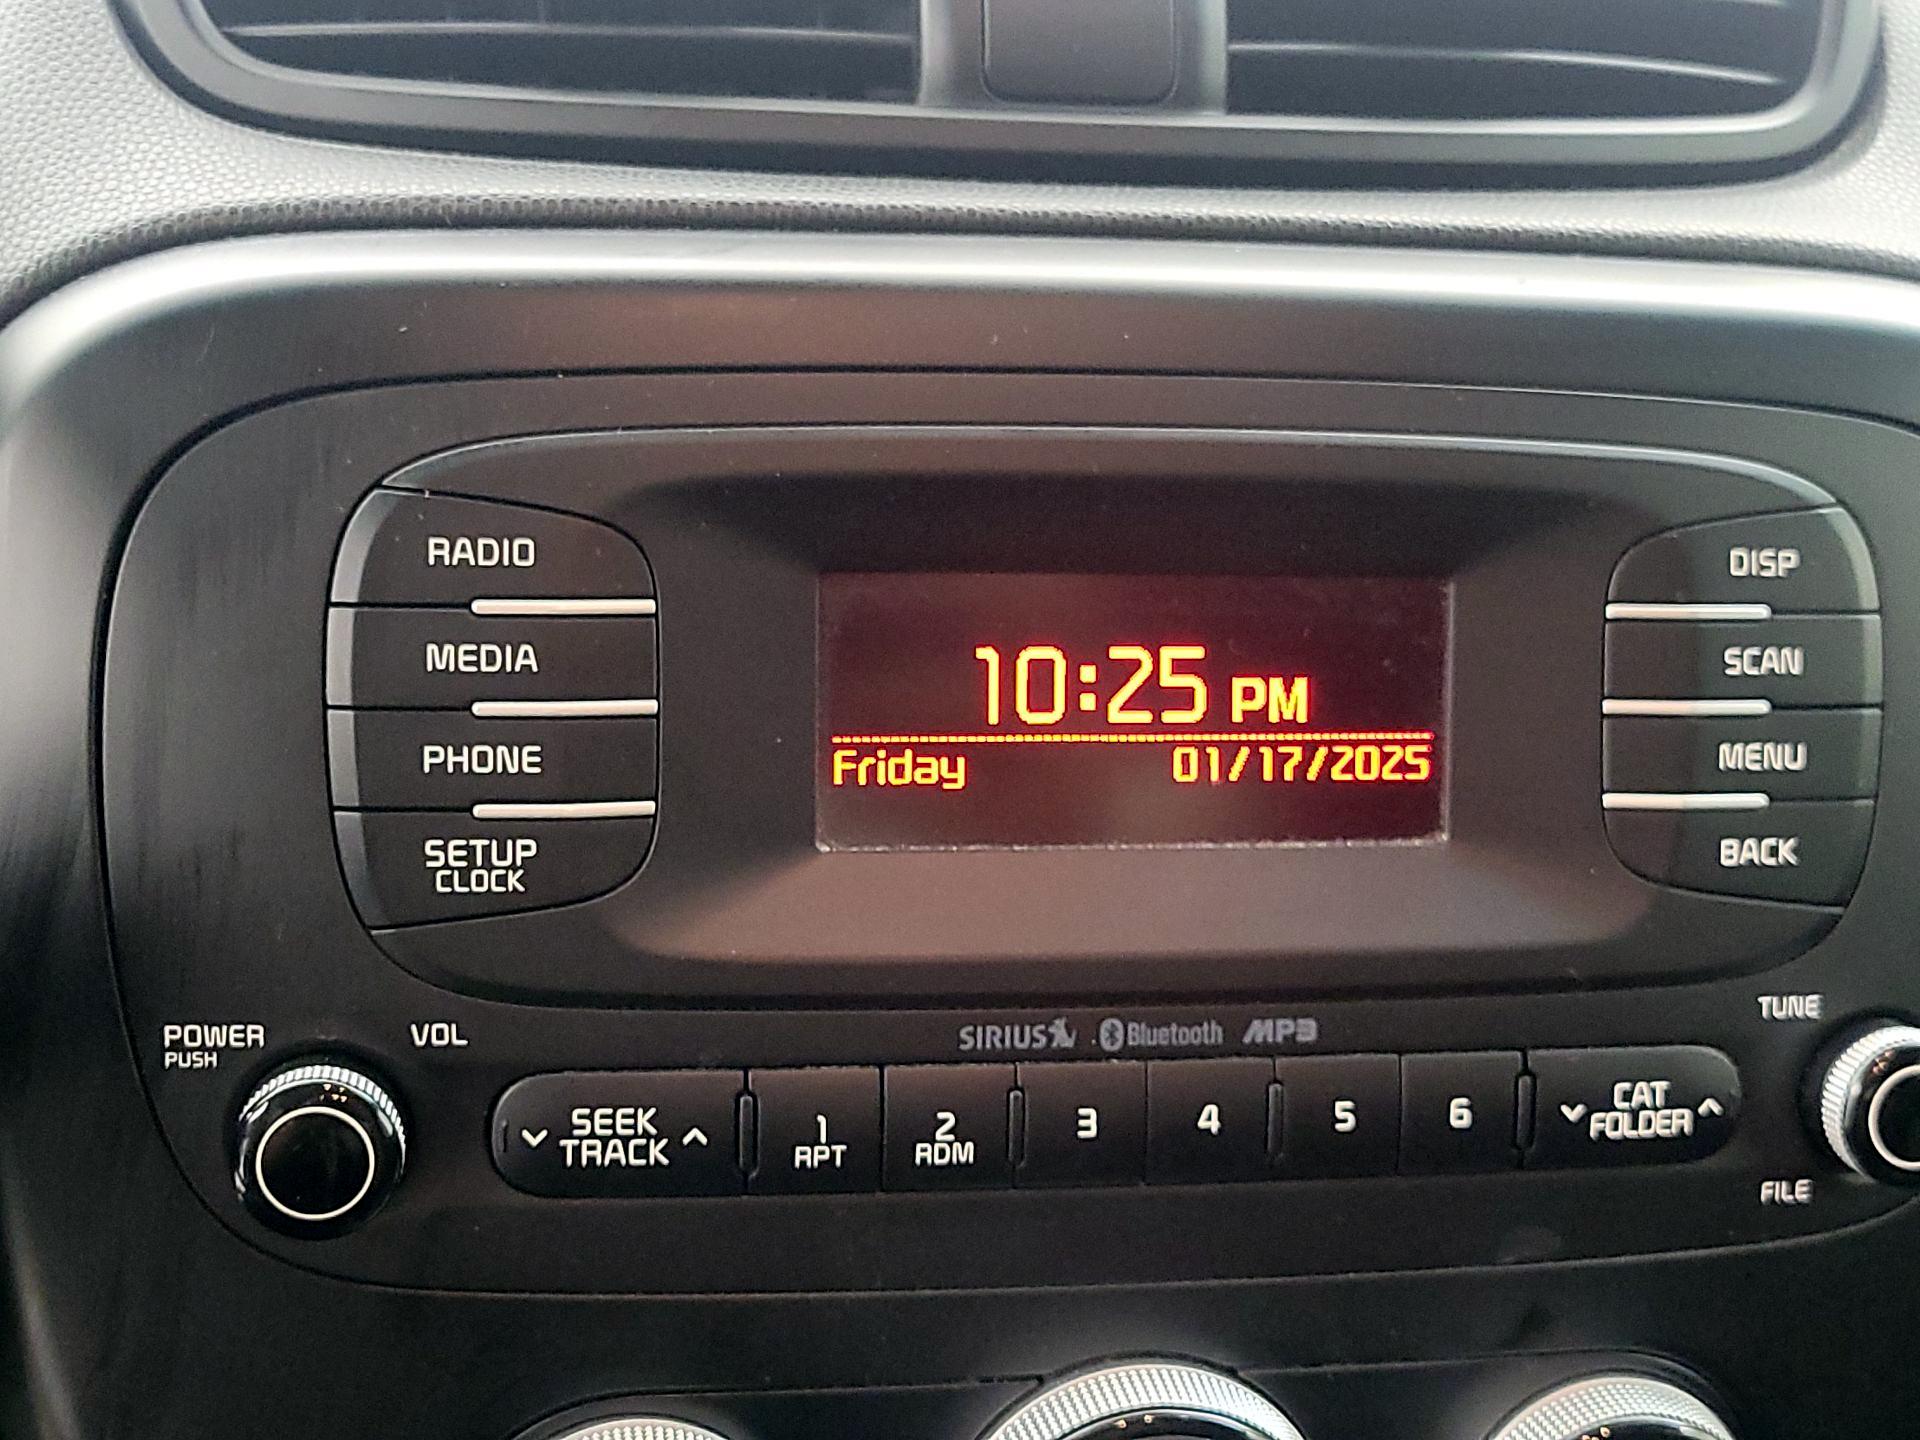 RADIO
MEDIA
PHONE
SETUP
CLOCK
10:25 PM
Friday 01/17/2025
DISP
SCAN
MENU
BACK
POWER
PUSH
VOL
SIRIUS Bluetooth MP3
TUNE
FILE
SEEK
TRACK
1
RPT
2
RDM
3
4
5
6
CAT
FOLDER